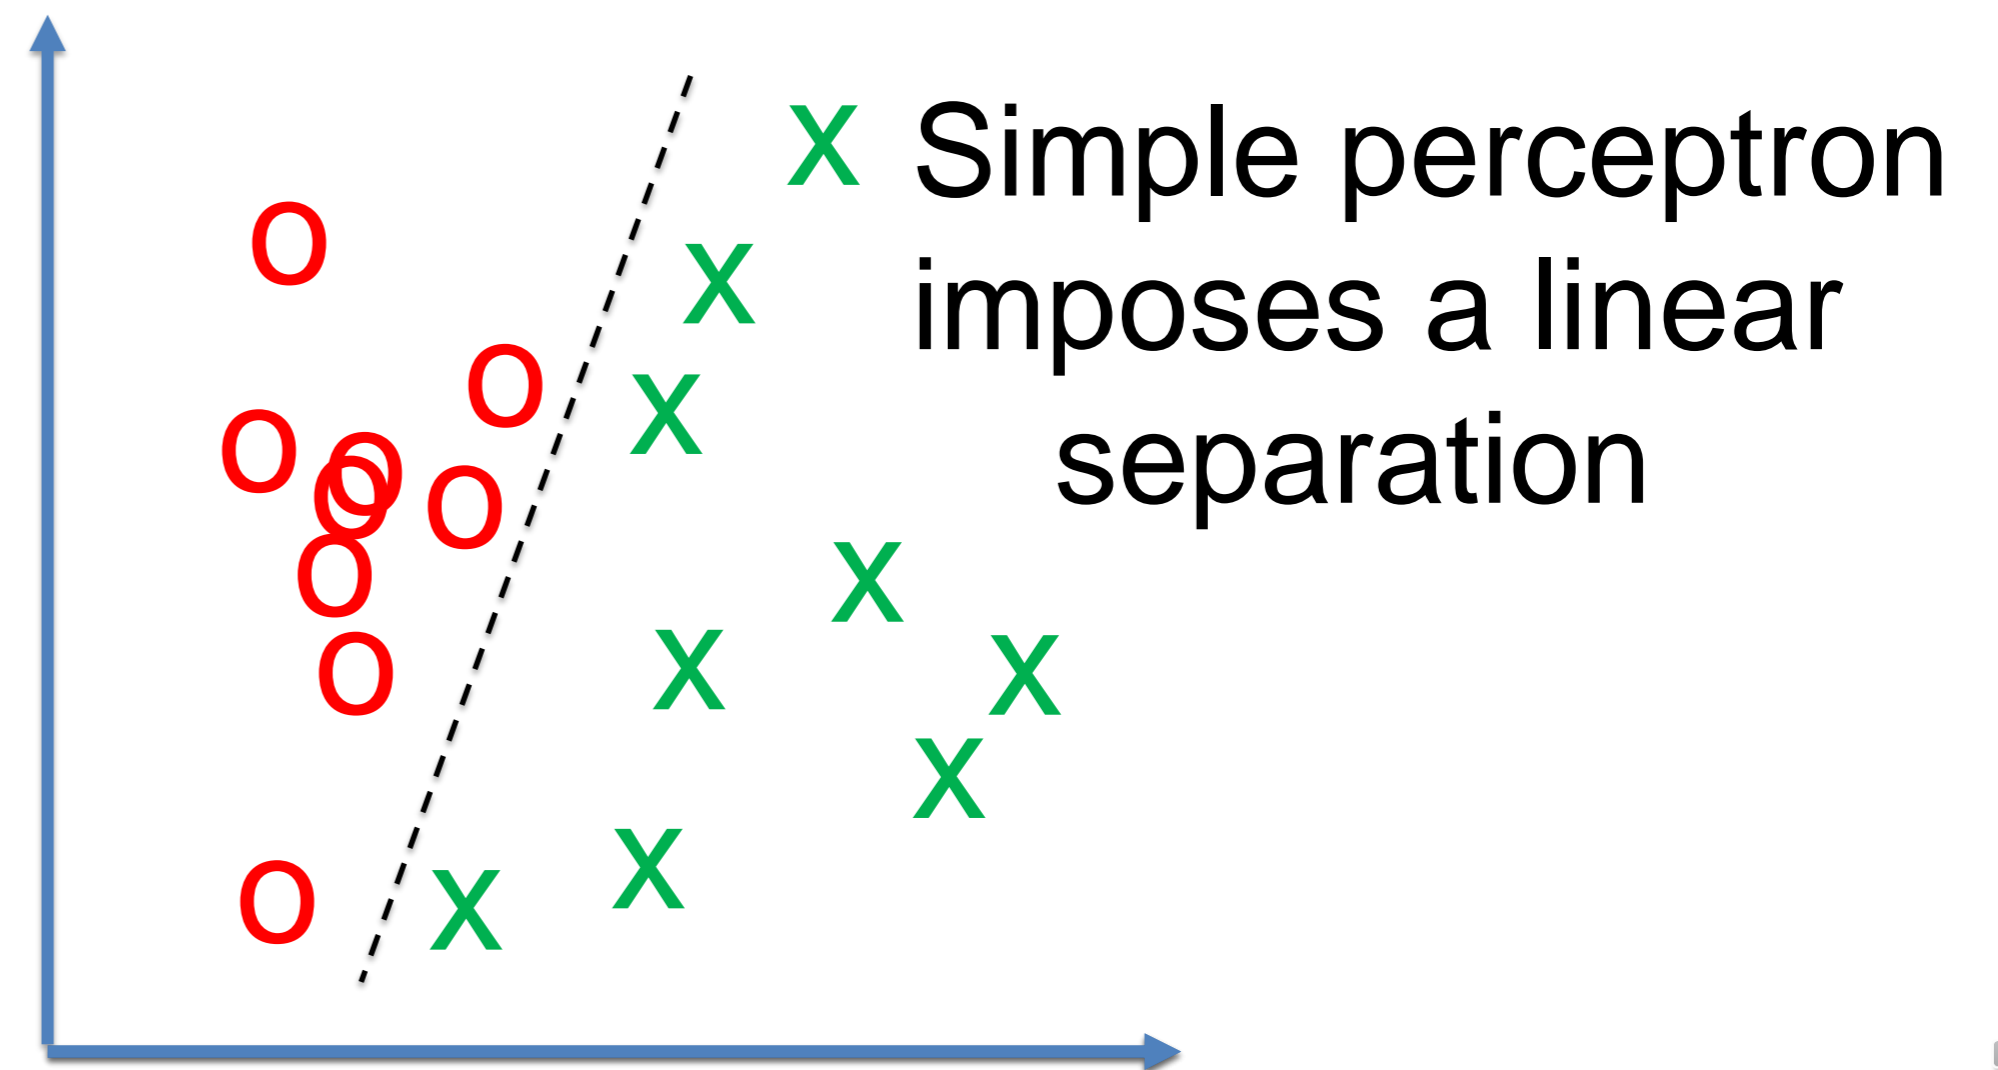 Simple perceptron
imposes a linear
separation
x
x
x
x
x
x
x
x
x
o
o
o
o
o
o
o
o
o